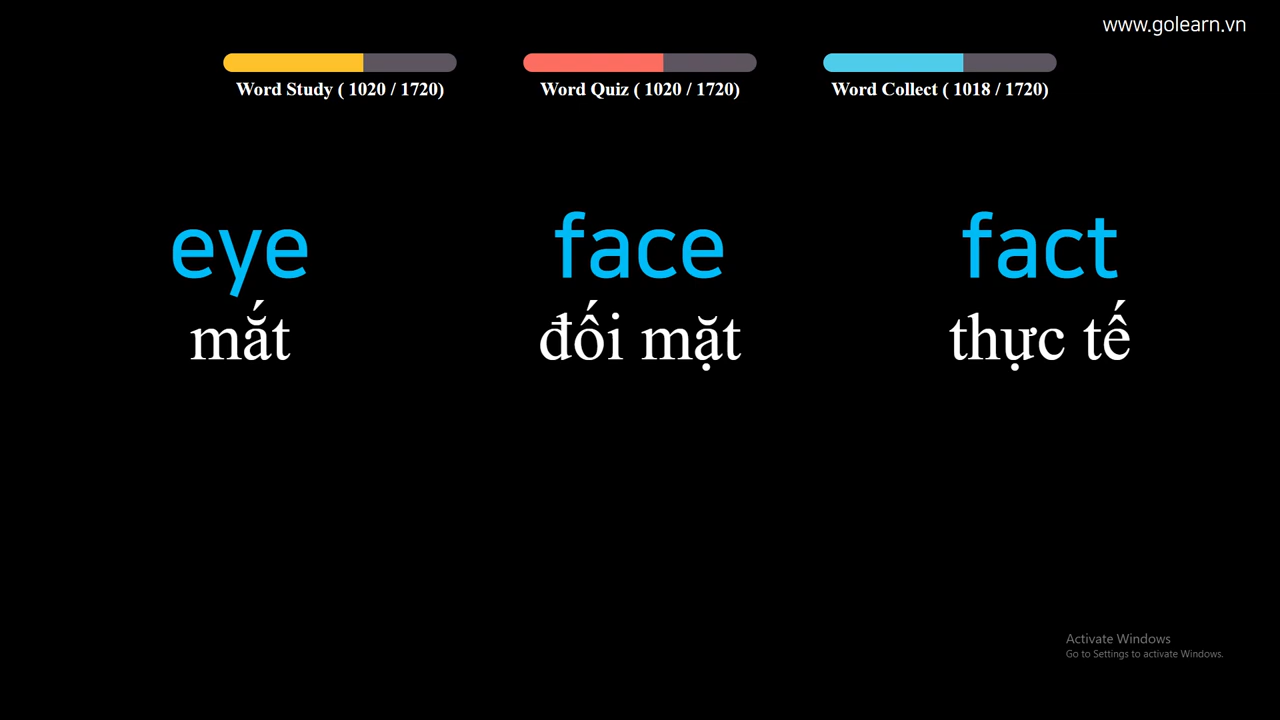 www.golearn.vn
Word Study ( 1020 / 1720)
Word Quiz ( 1020 / 1720)
Word Collect ( 1018 / 1720)
eye
mắt
face
đối mặt
fact
thực tế
Activate Windows
Go to Settings to activate Windows.